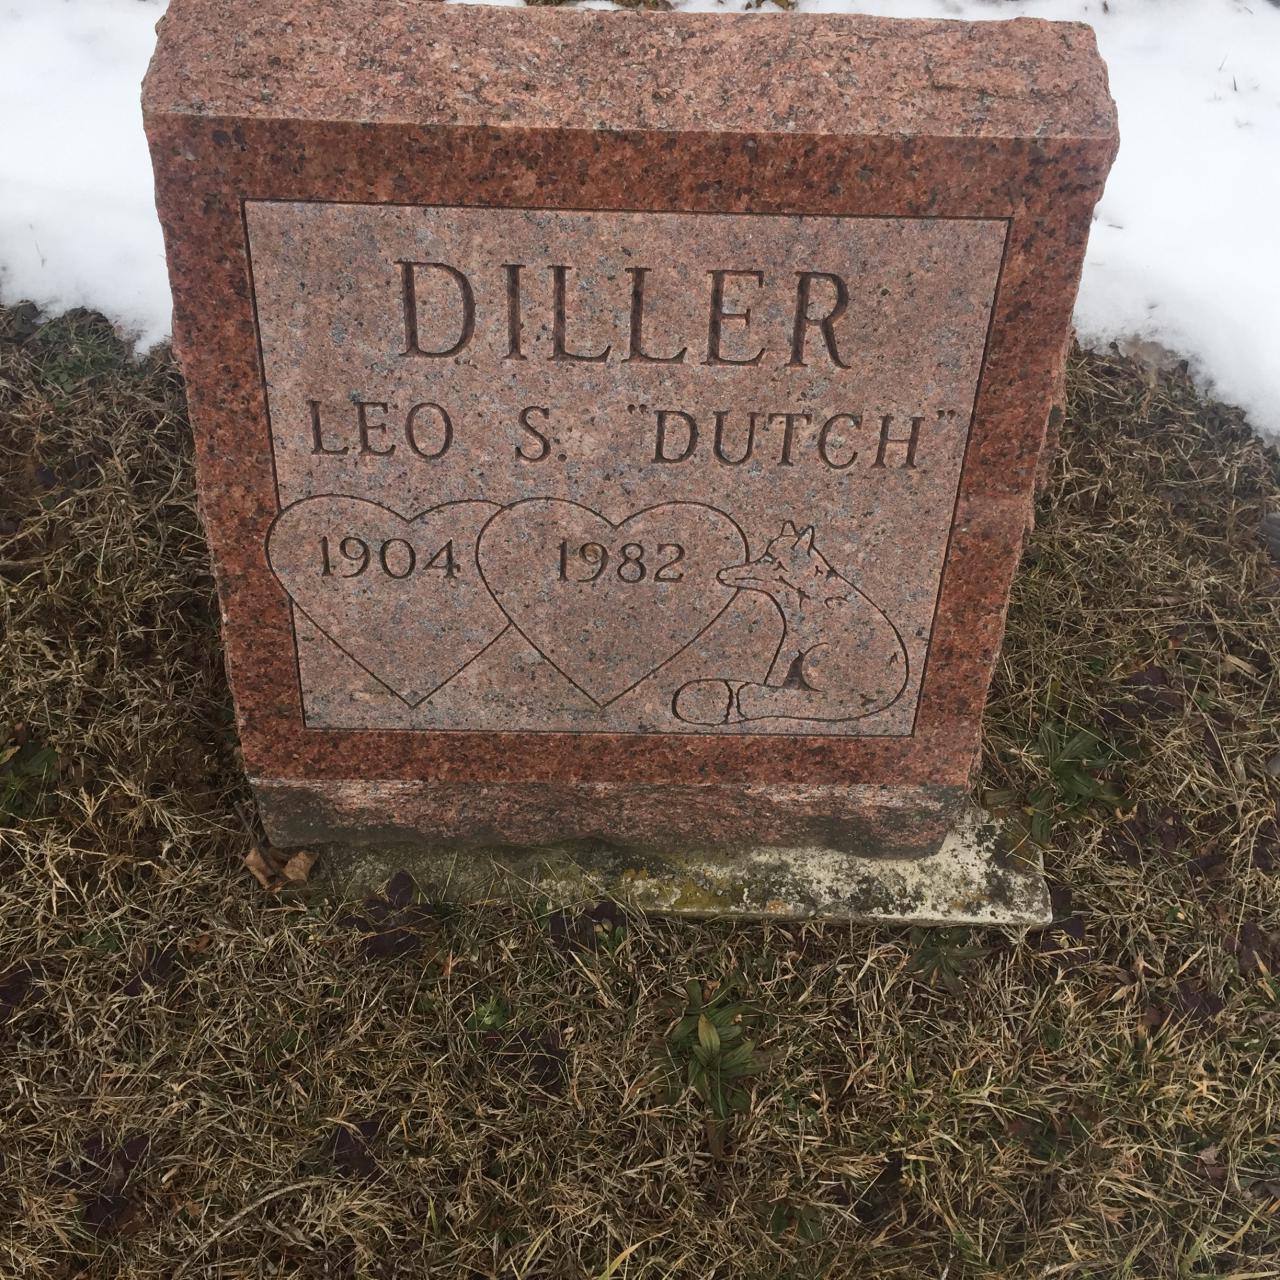 DILLER
LEO S. "DUTCH"
1904 1982